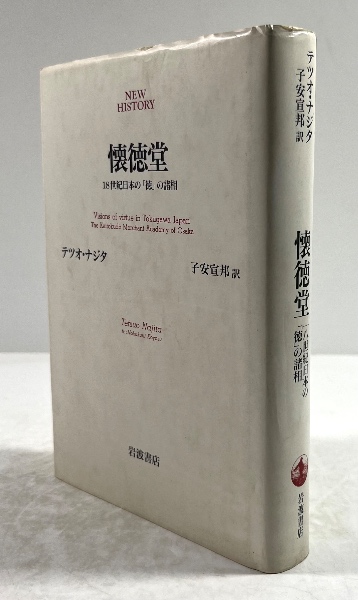 NEW
HISTORY
懐徳堂
18世紀日本の「徳」の諸相
Visions of virtue in Tokugawa Japan
The Kaitokudo Merchant Academy of Osaka
テツオ・ナジタ
子安宣邦 訳
Tetsuo Najita
岩波書店
テツオ・ナジタ
子安宣邦 訳
懐徳堂
一八世紀日本の
「徳」の諸相
岩波書店